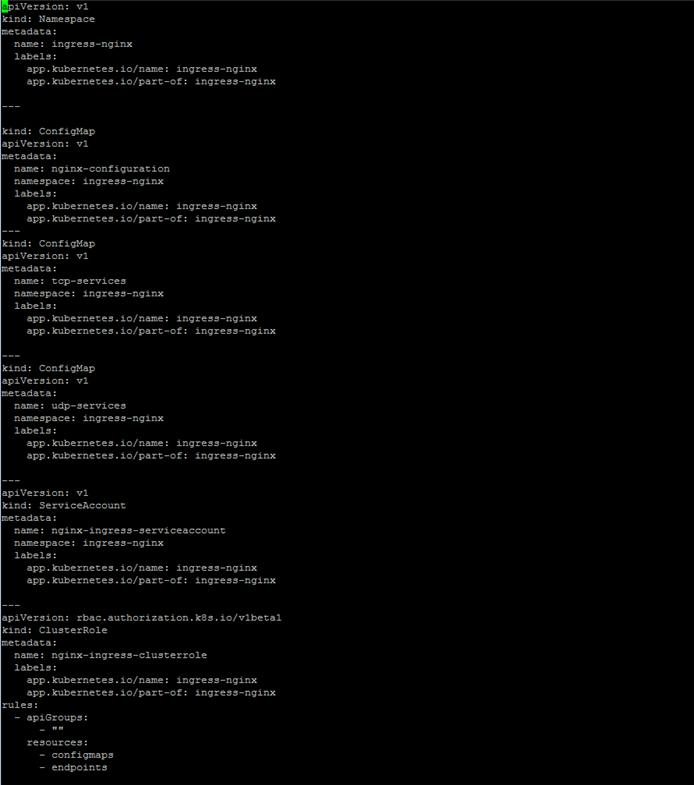 apiVersion: v1
kind: Namespace
metadata:
  name: ingress-nginx
  labels:
    app.kubernetes.io/name: ingress-nginx
    app.kubernetes.io/part-of: ingress-nginx

---

kind: ConfigMap
apiVersion: v1
metadata:
  name: nginx-configuration
  namespace: ingress-nginx
  labels:
    app.kubernetes.io/name: ingress-nginx
    app.kubernetes.io/part-of: ingress-nginx
---
kind: ConfigMap
apiVersion: v1
metadata:
  name: tcp-services
  namespace: ingress-nginx
  labels:
    app.kubernetes.io/name: ingress-nginx
    app.kubernetes.io/part-of: ingress-nginx

---
kind: ConfigMap
apiVersion: v1
metadata:
  name: udp-services
  namespace: ingress-nginx
  labels:
    app.kubernetes.io/name: ingress-nginx
    app.kubernetes.io/part-of: ingress-nginx

---
apiVersion: v1
kind: ServiceAccount
metadata:
  name: nginx-ingress-serviceaccount
  namespace: ingress-nginx
  labels:
    app.kubernetes.io/name: ingress-nginx
    app.kubernetes.io/part-of: ingress-nginx

---
apiVersion: rbac.authorization.k8s.io/v1beta1
kind: ClusterRole
metadata:
  name: nginx-ingress-clusterrole
  labels:
    app.kubernetes.io/name: ingress-nginx
    app.kubernetes.io/part-of: ingress-nginx
rules:
  - apiGroups:
      - ""
    resources:
      - configmaps
      - endpoints